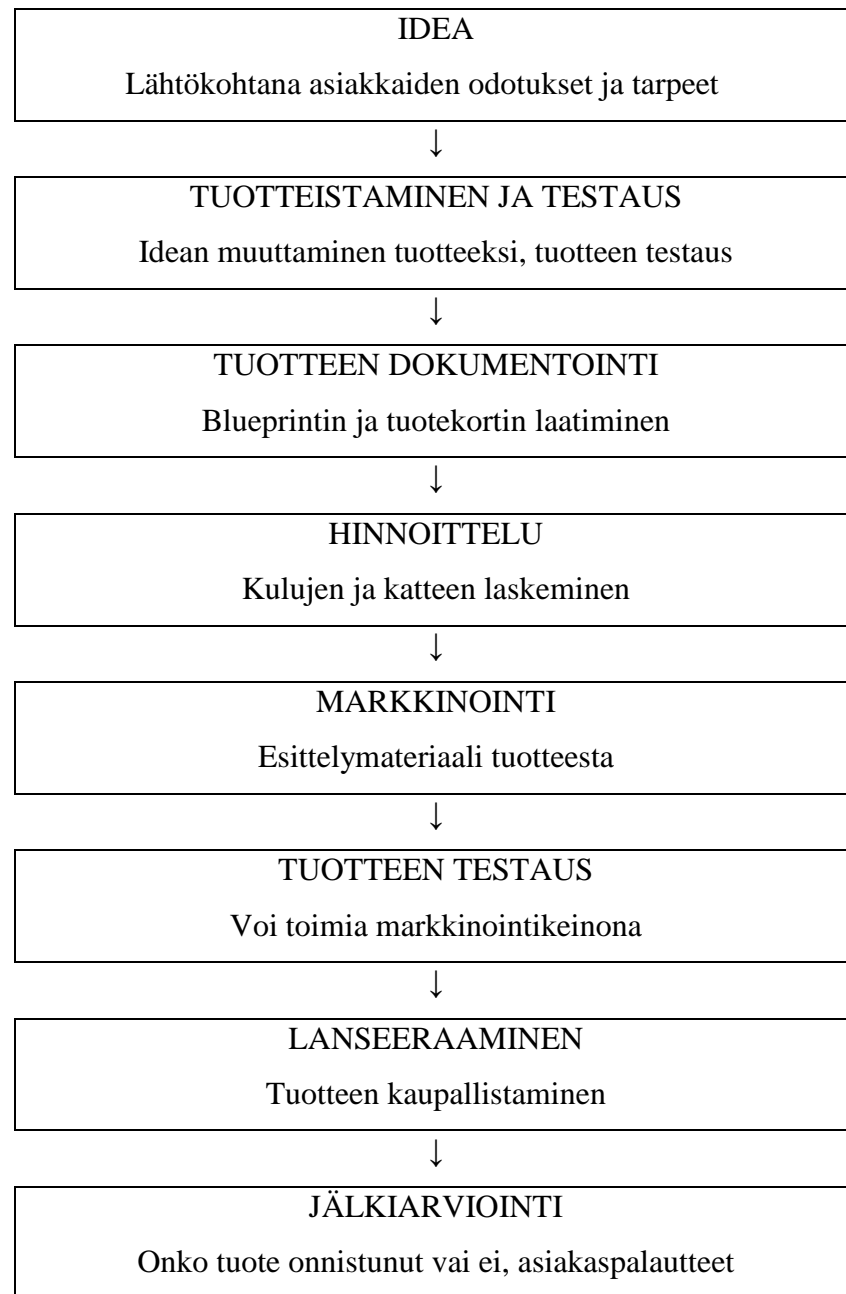 IDEA
Lähtökohtana asiakkaiden odotukset ja tarpeet
↓
TUOTTEISTAMINEN JA TESTAUS
Idean muuttaminen tuotteeksi, tuotteen testaus
↓
TUOTTEEN DOKUMENTOINTI
Blueprintin ja tuotekortin laatiminen
↓
HINNOITTELU
Kulujen ja katteen laskeminen
↓
MARKKINOINTI
Esittelymateriaali tuotteesta
↓
TUOTTEEN TESTAUS
Voi toimia markkinointikeinona
↓
LANSEERAAMINEN
Tuotteen kaupallistaminen
↓
JÄLKIARVIOINTI
Onko tuote onnistunut vai ei, asiakaspalautteet